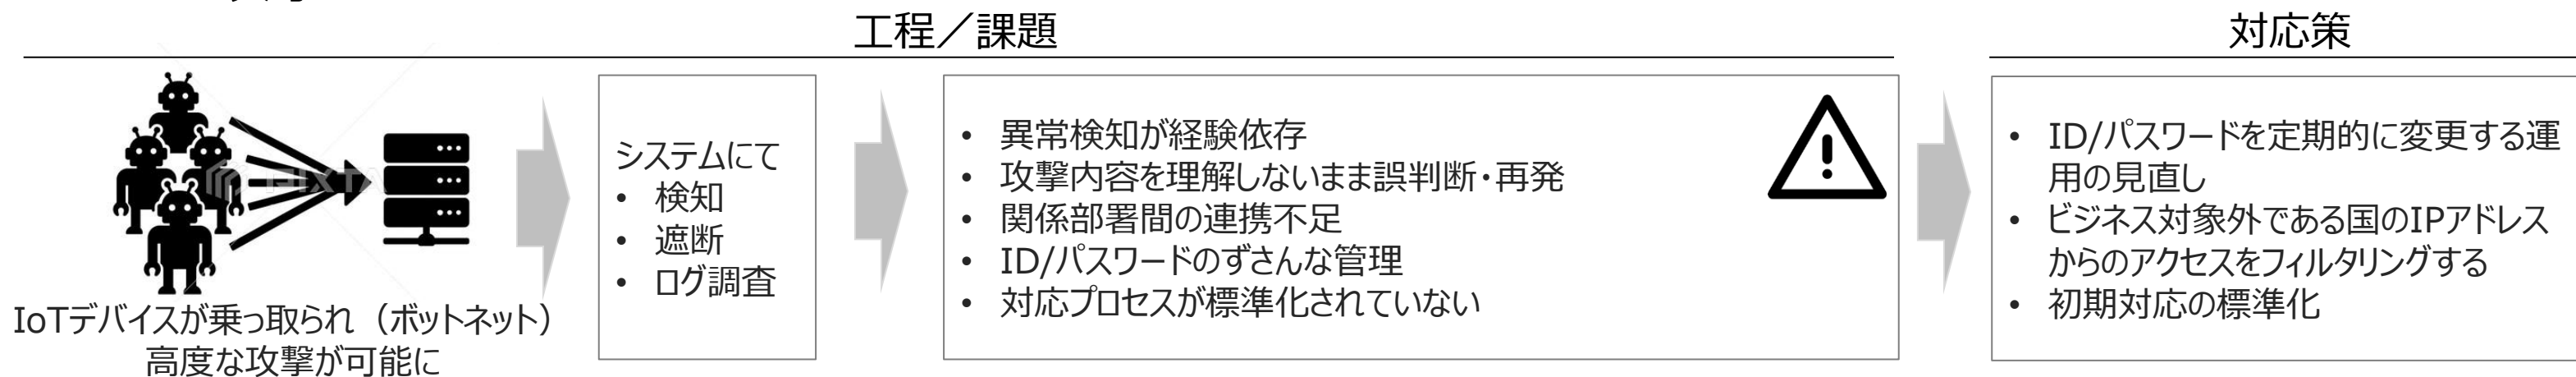 工程／課題
対応策
IoTデバイスが乗っ取られ（ボットネット）
高度な攻撃が可能に
システムにて
• 検知
• 遮断
• ログ調査
• 異常検知が経験依存
• 攻撃内容を理解しないまま誤判断・再発
• 関係部署間の連携不足
• ID/パスワードのずさんな管理
• 対応プロセスが標準化されていない
• ID/パスワードを定期的に変更する運
用の見直し
• ビジネス対象外である国のIPアドレス
からのアクセスをフィルタリングする
• 初期対応の標準化